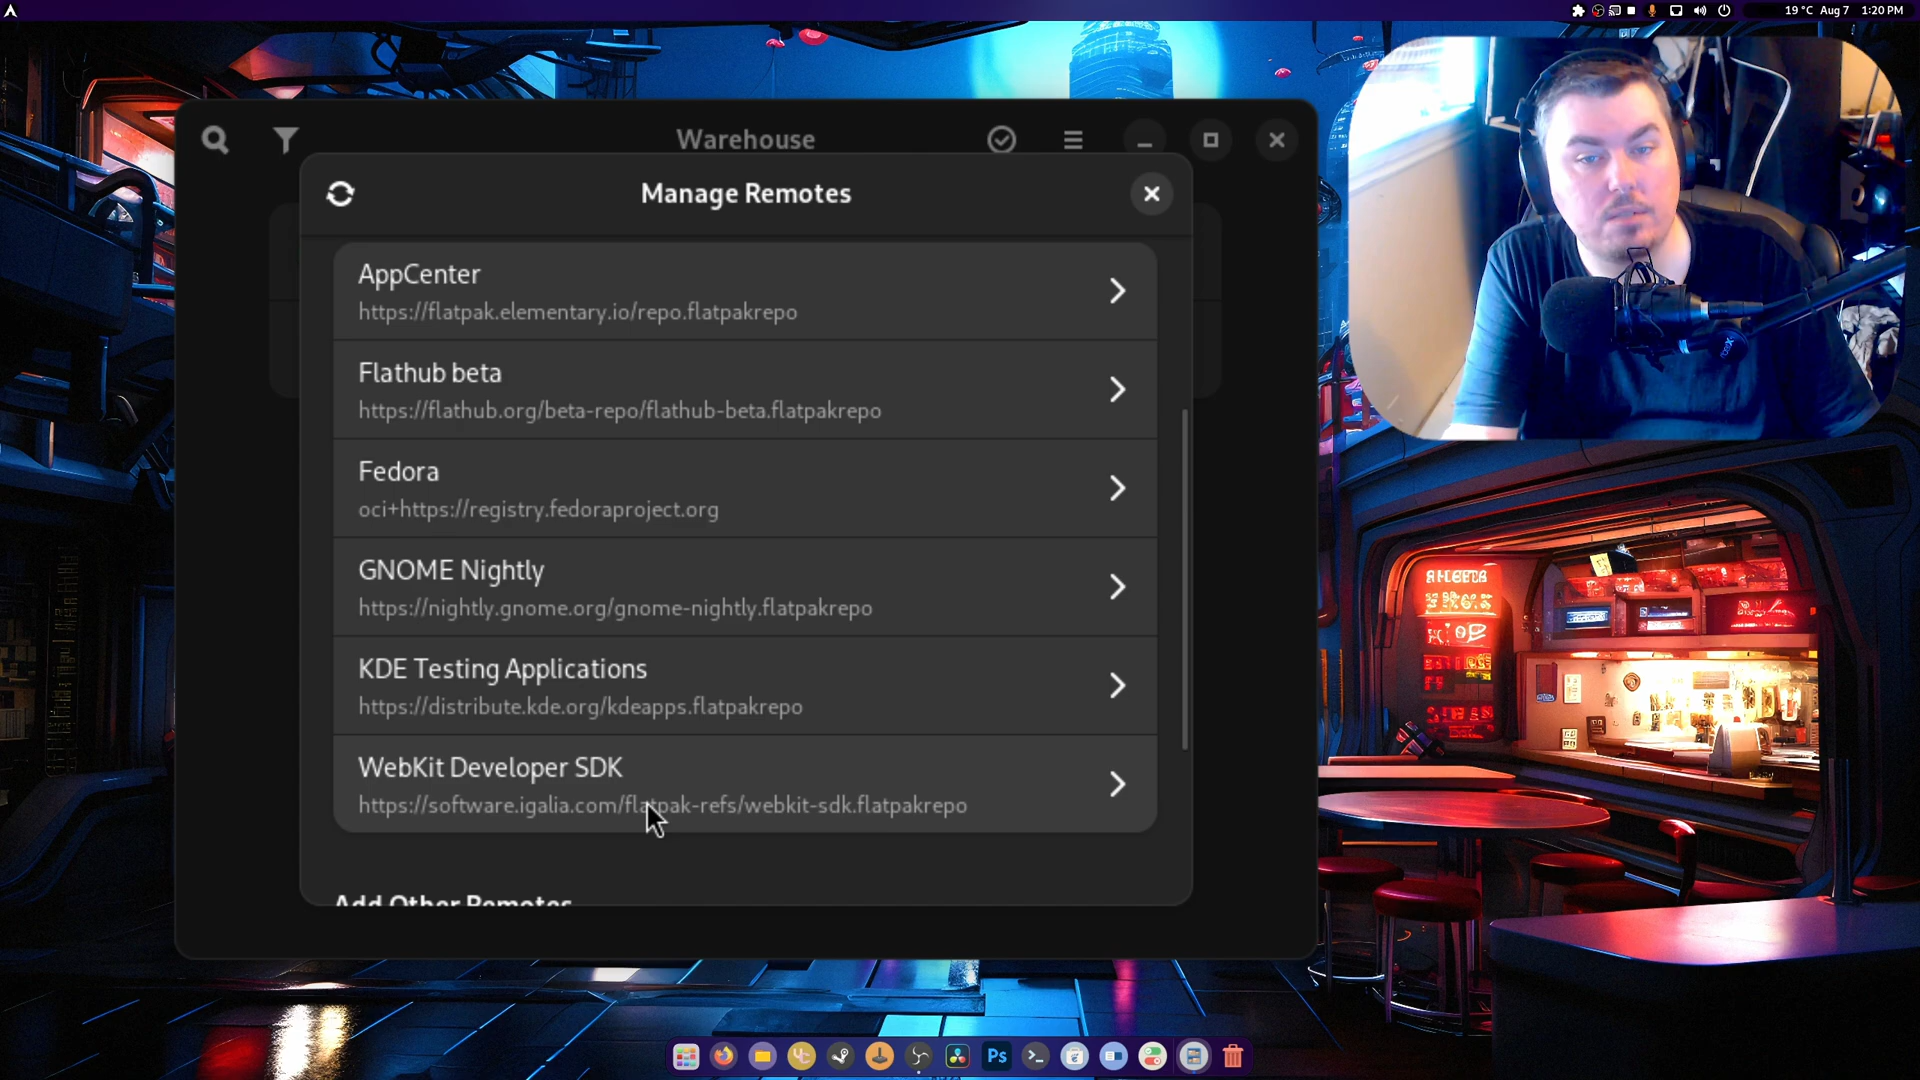 19 °C Aug 7 1:20 PM
Warehouse
Manage Remotes
AppCenter
https://flatpak.elementary.io/repo.flatpakrepo
Flathub beta
https://flathub.org/beta-repo/flathub-beta.flatpakrepo
Fedora
oci+https://registry.fedoraproject.org
GNOME Nightly
https://nightly.gnome.org/gnome-nightly.flatpakrepo
KDE Testing Applications
https://distribute.kde.org/kdeapps.flatpakrepo
WebKit Developer SDK
https://software.igalia.com/flatpak-refs/webkit-sdk.flatpakrepo
Add Other Remotes
Ps